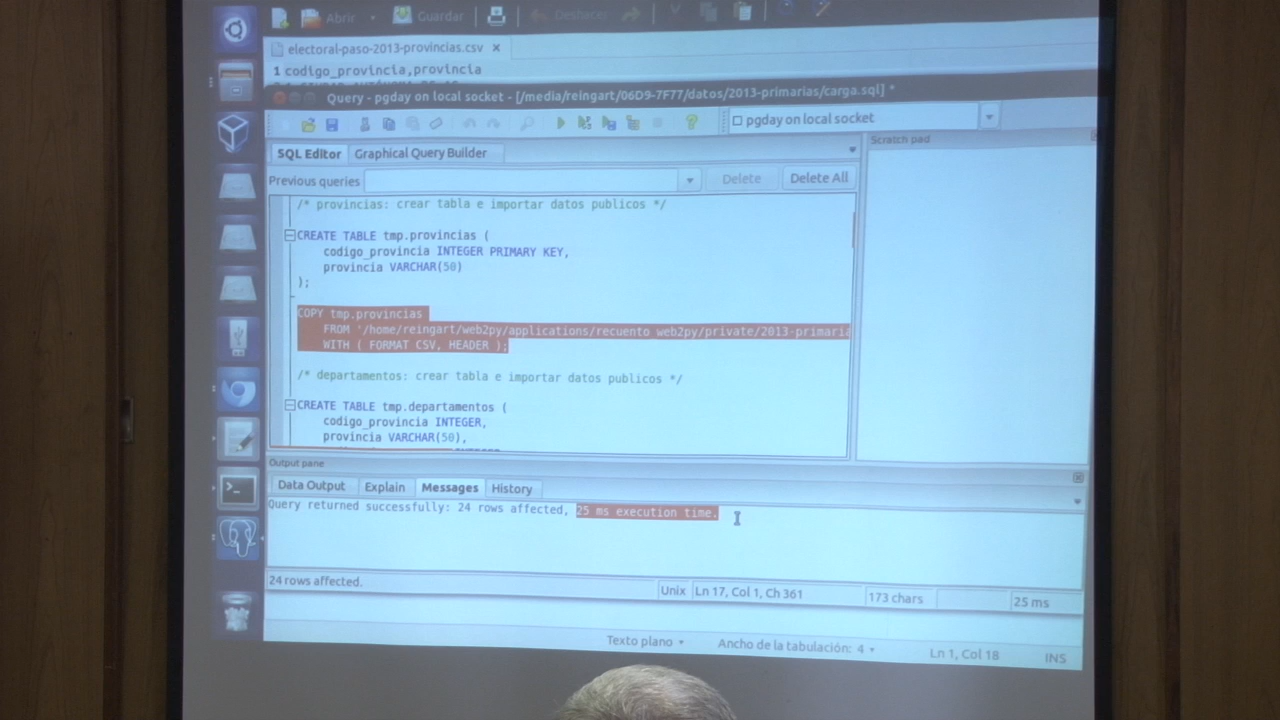 Abrir
Guardar
Deshacer
electoral-paso-2013-provincias.csv
1 codigo_provincia,provincia
Query - pgday on local socket - [/media/reingart/06D9-7F77/datos/2013-primarias/carga.sql] *
pgday on local socket
SQL Editor
Graphical Query Builder
Scratch pad
Previous queries
Delete
Delete All
/* provincias: crear tabla e importar datos publicos */
CREATE TABLE tmp.provincias (
codigo_provincia INTEGER PRIMARY KEY,
provincia VARCHAR(50)
);
COPY tmp.provincias
FROM '/home/reingart/web2py/applications/recuento_web2py/private/2013-primaria
WITH ( FORMAT CSV, HEADER );
/* departamentos: crear tabla e importar datos publicos */
CREATE TABLE tmp.departamentos (
codigo_provincia INTEGER,
provincia VARCHAR(50),
Output pane
Data Output
Explain
Messages
History
Query returned successfully: 24 rows affected, 25 ms execution time.
24 rows affected.
Unix
Ln 17, Col 1, Ch 361
173 chars
25 ms
Texto plano
Ancho de la tabulación: 4
Ln 1, Col 18
INS